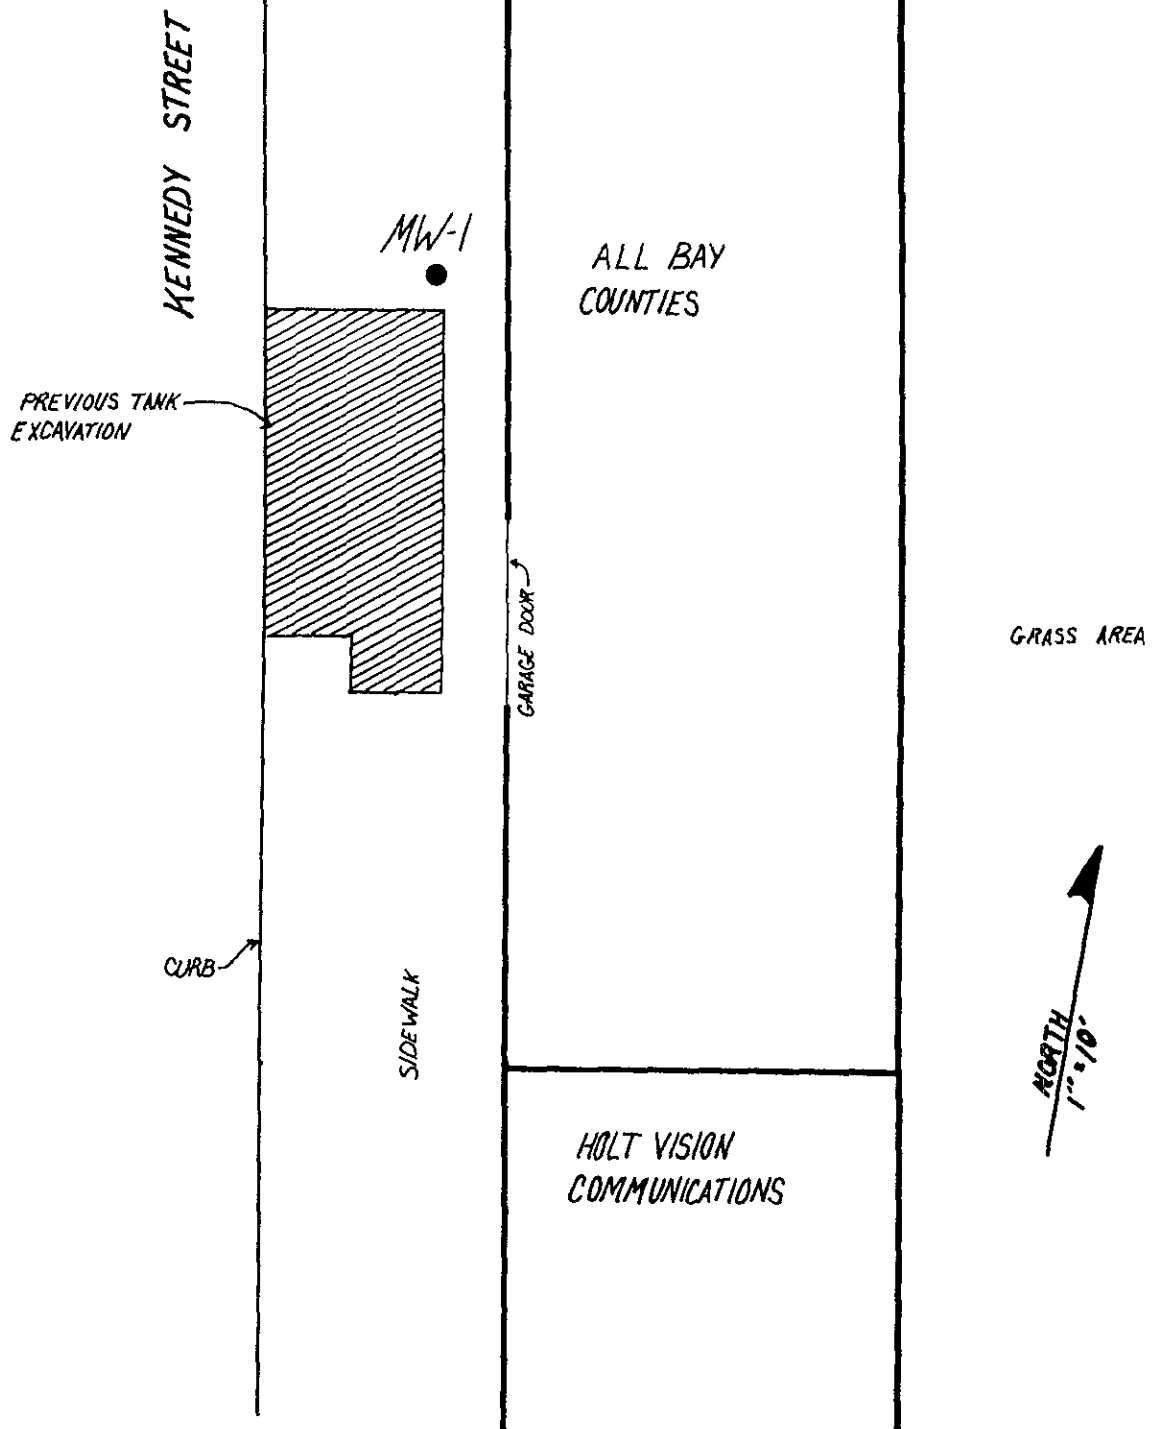 KENNEDY STREET
MW-1
ALL BAY
COUNTIES
PREVIOUS TANK
EXCAVATION
GARAGE DOOR
GRASS AREA
CURB
SIDEWALK
NORTH
1"=10'
HOLT VISION
COMMUNICATIONS